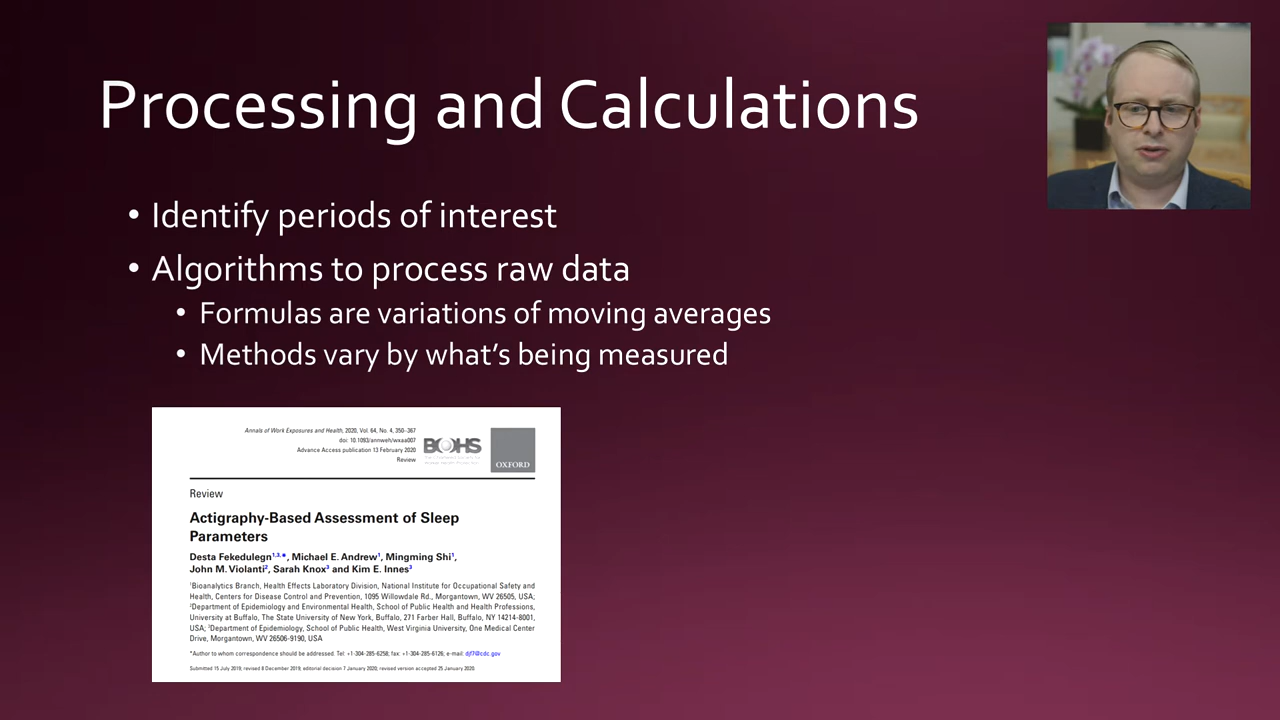 Processing and Calculations
• Identify periods of interest
• Algorithms to process raw data
• Formulas are variations of moving averages
• Methods vary by what's being measured
Annals of Work Exposures and Health, 2020, Vol. 64, No. 4, 350–367
doi: 10.1093/annweh/wxaa007
Advance Access publication 13 February 2020
Review
BOHS
OXFORD
Review
Actigraphy-Based Assessment of Sleep
Parameters
Desta Fekedulegn1,3,*, Michael E. Andrew1, Mingming Shi1,
John M. Violanti2, Sarah Knox3 and Kim E. Innes3
1Bioanalytics Branch, Health Effects Laboratory Division, National Institute for Occupational Safety and
Health, Centers for Disease Control and Prevention, 1095 Willowdale Rd., Morgantown, WV 26505, USA;
2Department of Epidemiology and Environmental Health, School of Public Health and Health Professions,
University at Buffalo, The State University of New York, Buffalo, 271 Farber Hall, Buffalo, NY 14214-8001,
USA; 3Department of Epidemiology, School of Public Health, West Virginia University, One Medical Center
Drive, Morgantown, WV 26506-9190, USA
*Author to whom correspondence should be addressed. Tel: +1-304-285-6258; fax: +1-304-285-6126; e-mail: djf7@cdc.gov
Submitted 15 July 2019; revised 8 December 2019; editorial decision 7 January 2020; revised version accepted 25 January 2020.